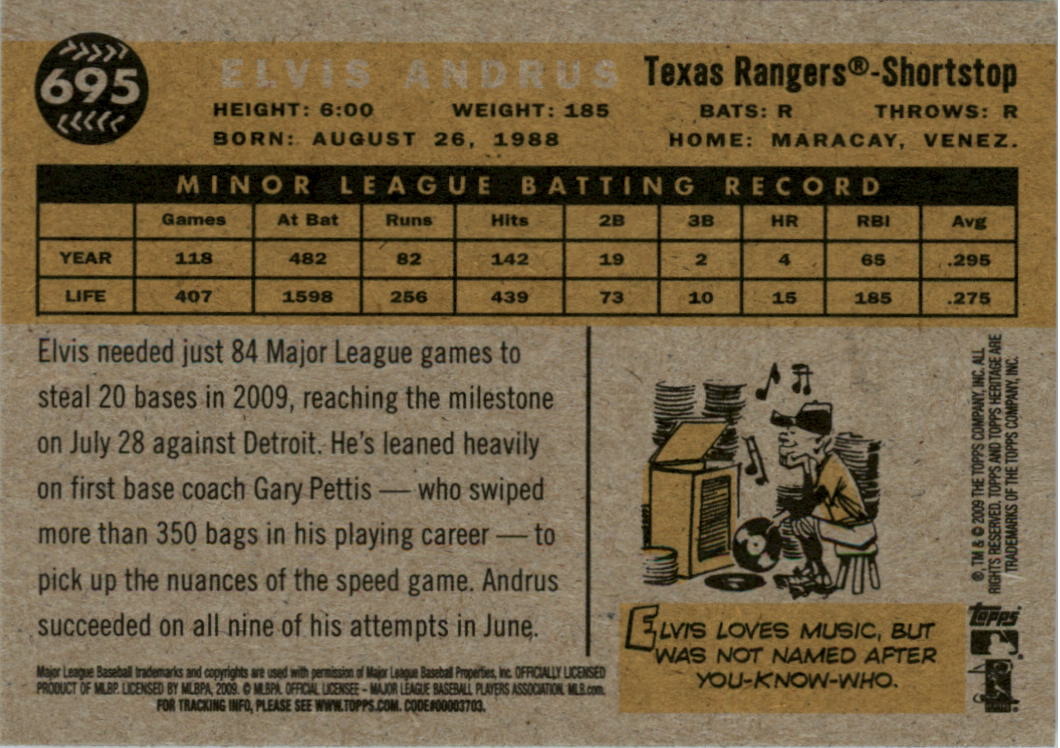 695
ELVIS ANDRUS Texas Rangers®-Shortstop
HEIGHT: 6:00 WEIGHT: 185 BATS: R THROWS: R
BORN: AUGUST 26, 1988 HOME: MARACAY, VENEZ.
MINOR LEAGUE BATTING RECORD
Games At Bat Runs Hits 2B 3B HR RBI Avg
YEAR 118 482 82 142 19 2 4 65 .295
LIFE 407 1598 256 439 73 10 15 185 .275
Elvis needed just 84 Major League games to
steal 20 bases in 2009, reaching the milestone
on July 28 against Detroit. He's leaned heavily
on first base coach Gary Pettis — who swiped
more than 350 bags in his playing career — to
pick up the nuances of the speed game. Andrus
succeeded on all nine of his attempts in June.
ELVIS LOVES MUSIC, BUT
WAS NOT NAMED AFTER
YOU-KNOW-WHO.
®, TM & © 2009 THE TOPPS COMPANY, INC. ALL
RIGHTS RESERVED. TOPPS AND TOPPS HERITAGE ARE
TRADEMARKS OF THE TOPPS COMPANY, INC.
topps
Major League Baseball trademarks and copyrights are used with permission of Major League Baseball Properties, Inc. OFFICIALLY LICENSED
PRODUCT OF MLBP. LICENSED BY MLBPA, 2009. © MLBPA. OFFICIAL LICENSEE – MAJOR LEAGUE BASEBALL PLAYERS ASSOCIATION. MLB.com.
FOR TRACKING INFO, PLEASE SEE WWW.TOPPS.COM. CODE#00003703.